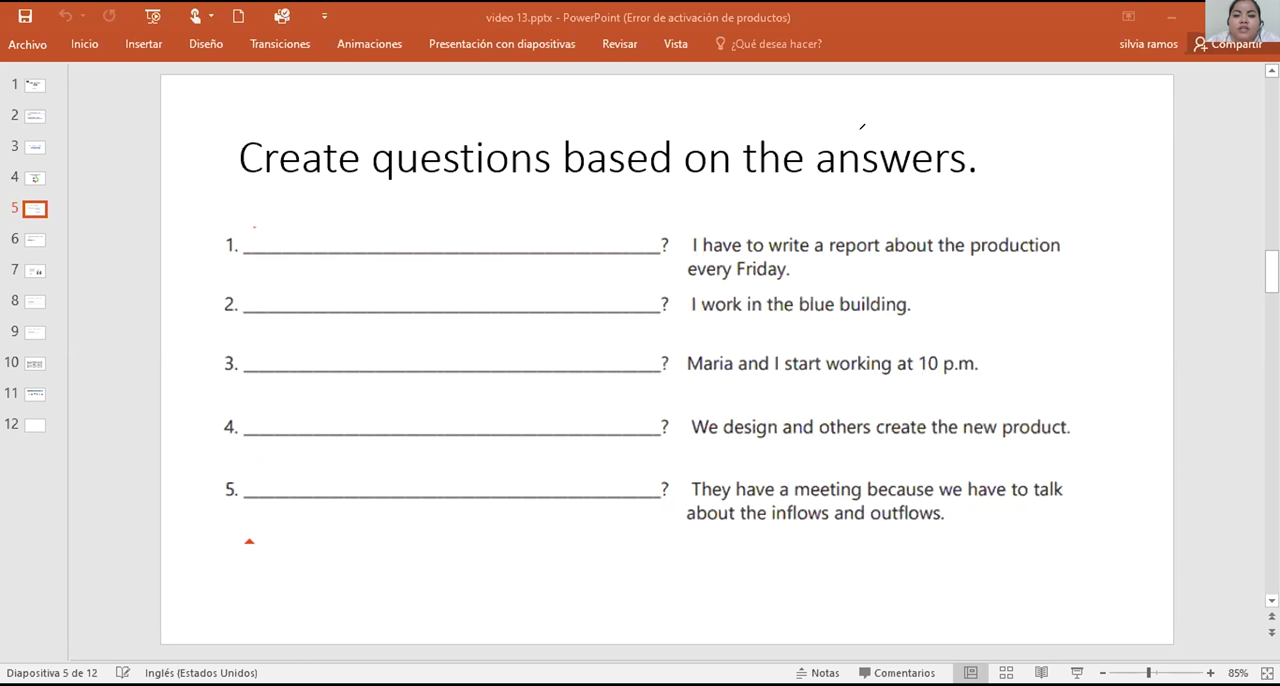 video 13.pptx - PowerPoint (Error de activación de productos)
Archivo Inicio Insertar Diseño Transiciones Animaciones Presentación con diapositivas Revisar Vista ¿Qué desea hacer? silvia ramos Compartir
1
2
3
4
5
6
7
8
9
10
11
12
Create questions based on the answers.
1. ______________________________? I have to write a report about the production
every Friday.
2. ______________________________? I work in the blue building.
3. ______________________________? Maria and I start working at 10 p.m.
4. ______________________________? We design and others create the new product.
5. ______________________________? They have a meeting because we have to talk
about the inflows and outflows.
Diapositiva 5 de 12 Inglés (Estados Unidos) Notas Comentarios 85%